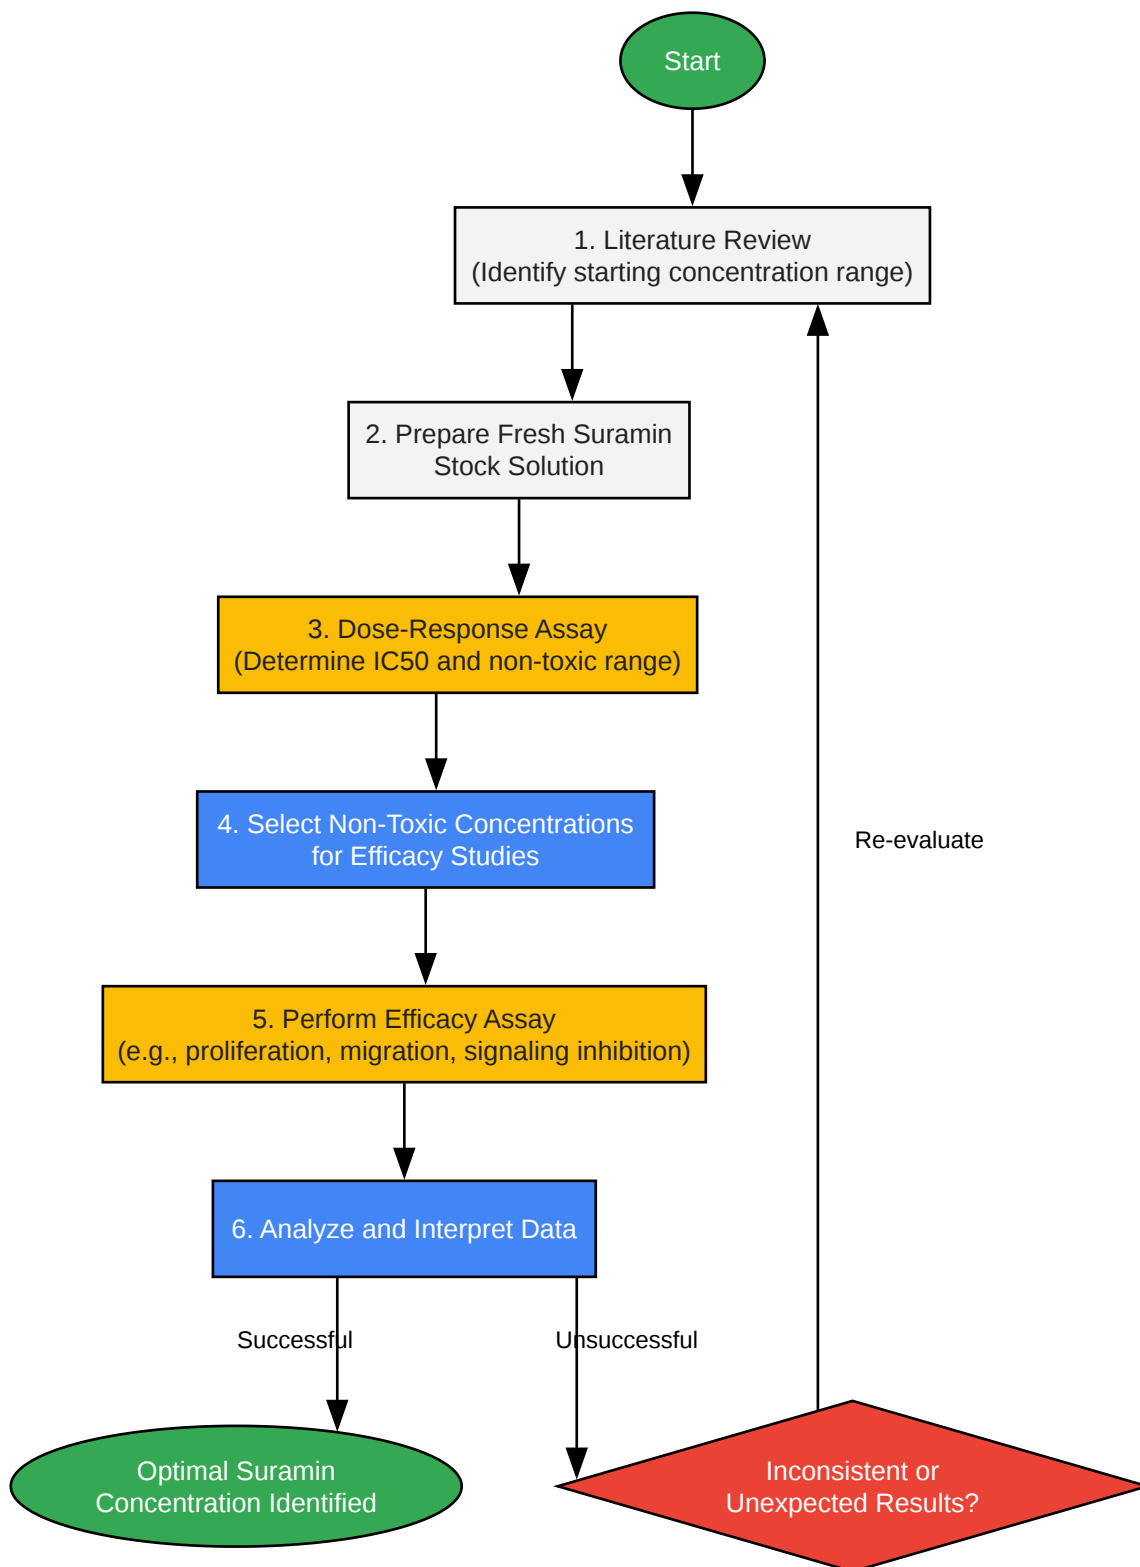 Start
1. Literature Review
(Identify starting concentration range)
2. Prepare Fresh Suramin
Stock Solution
3. Dose-Response Assay
(Determine IC50 and non-toxic range)
4. Select Non-Toxic Concentrations
for Efficacy Studies
Re-evaluate
5. Perform Efficacy Assay
(e.g., proliferation, migration, signaling inhibition)
6. Analyze and Interpret Data
Successful
Unsuccessful
Optimal Suramin
Concentration Identified
Inconsistent or
Unexpected Results?